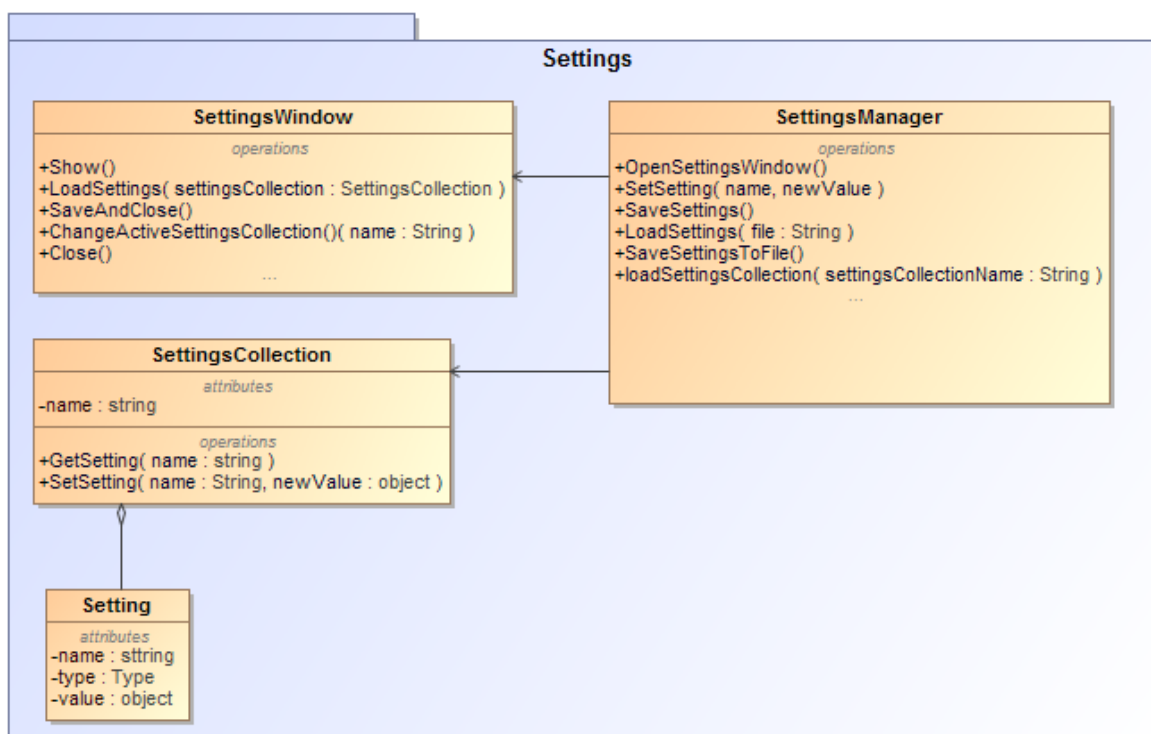 Settings
SettingsWindow
operations
+Show()
+LoadSettings( settingsCollection : SettingsCollection )
+SaveAndClose()
+ChangeActiveSettingsCollection()( name : String )
+Close()
...
SettingsManager
operations
+OpenSettingsWindow()
+SetSetting( name, newValue )
+SaveSettings()
+LoadSettings( file : String )
+SaveSettingsToFile()
+loadSettingsCollection( settingsCollectionName : String )
...
SettingsCollection
attributes
-name : string
operations
+GetSetting( name : string )
+SetSetting( name : String, newValue : object )
Setting
attributes
-name : sttring
-type : Type
-value : object